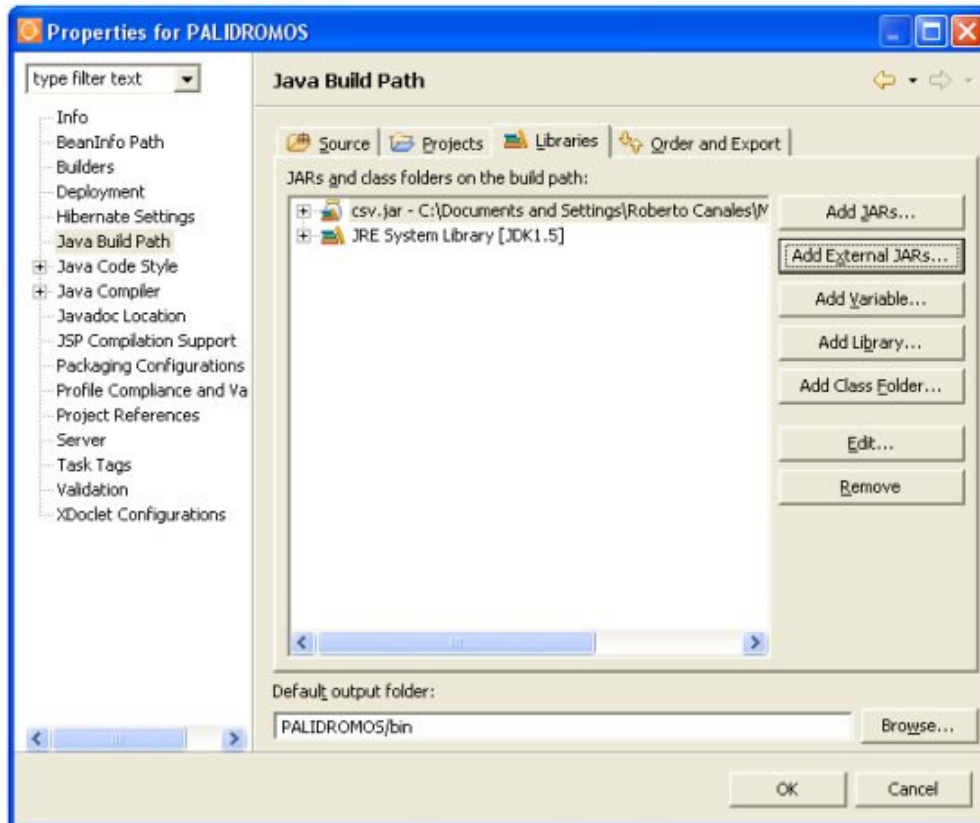 Properties for PALIDROMOS
type filter text
Info
BeanInfo Path
Builders
Deployment
Hibernate Settings
Java Build Path
Java Code Style
Java Compiler
Javadoc Location
JSP Compilation Support
Packaging Configurations
Profile Compliance and Va
Project References
Server
Task Tags
Validation
XDoclet Configurations
Java Build Path
Source Projects Libraries Order and Export
JARs and class folders on the build path:
csv.jar - C:\Documents and Settings\Roberto Canales\M
JRE System Library [JDK1.5]
Add JARs...
Add External JARs...
Add Variable...
Add Library...
Add Class Folder...
Edit...
Remove
Default output folder:
PALIDROMOS/bin
Browse...
OK Cancel